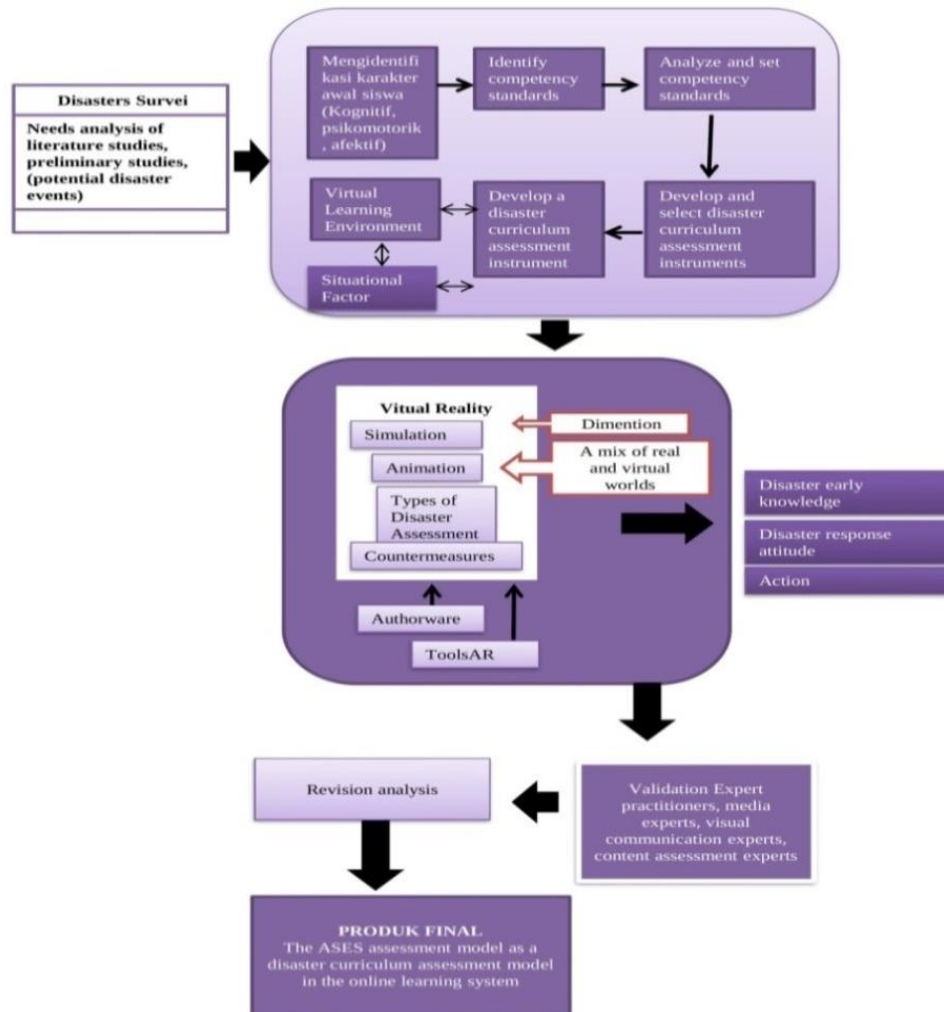 Disasters Survei
Needs analysis of
literature studies,
preliminary studies,
(potential disaster
events)
Mengidentifi
kasi karakter
awal siswa
(Kognitif,
psikomotorik
, afektif)
Identify
competency
standards
Analyze and set
competency
standards
Virtual
Learning
Environment
Develop a
disaster
curriculum
assessment
instrument
Develop and
select disaster
curriculum
assessment
instruments
Situational
Factor
Vitual Reality
Simulation
Animation
Types of
Disaster
Assessment
Countermeasures
Dimention
A mix of real
and virtual
worlds
Authorware
ToolsAR
Disaster early
knowledge
Disaster response
attitude
Action
Revision analysis
Validation Expert
practitioners, media
experts, visual
communication experts,
content assessment experts
PRODUK FINAL
The ASES assessment model as a
disaster curriculum assessment model
in the online learning system